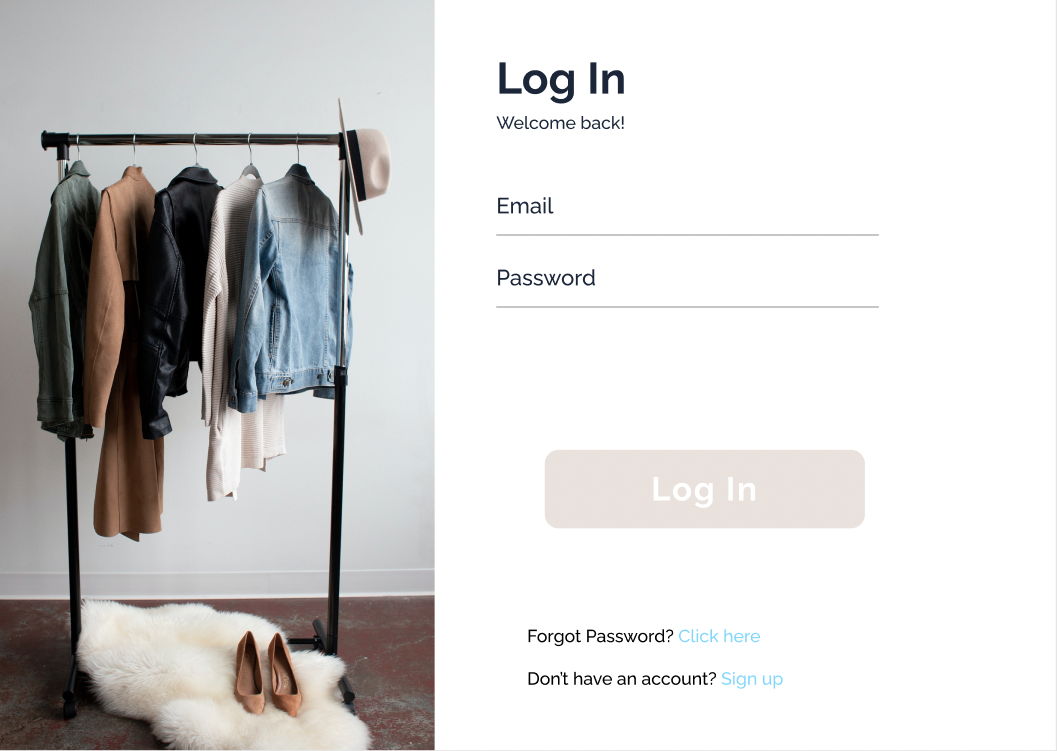 Log In
Welcome back!
Email
Password
Log In
Forgot Password? Click here
Don't have an account? Sign up